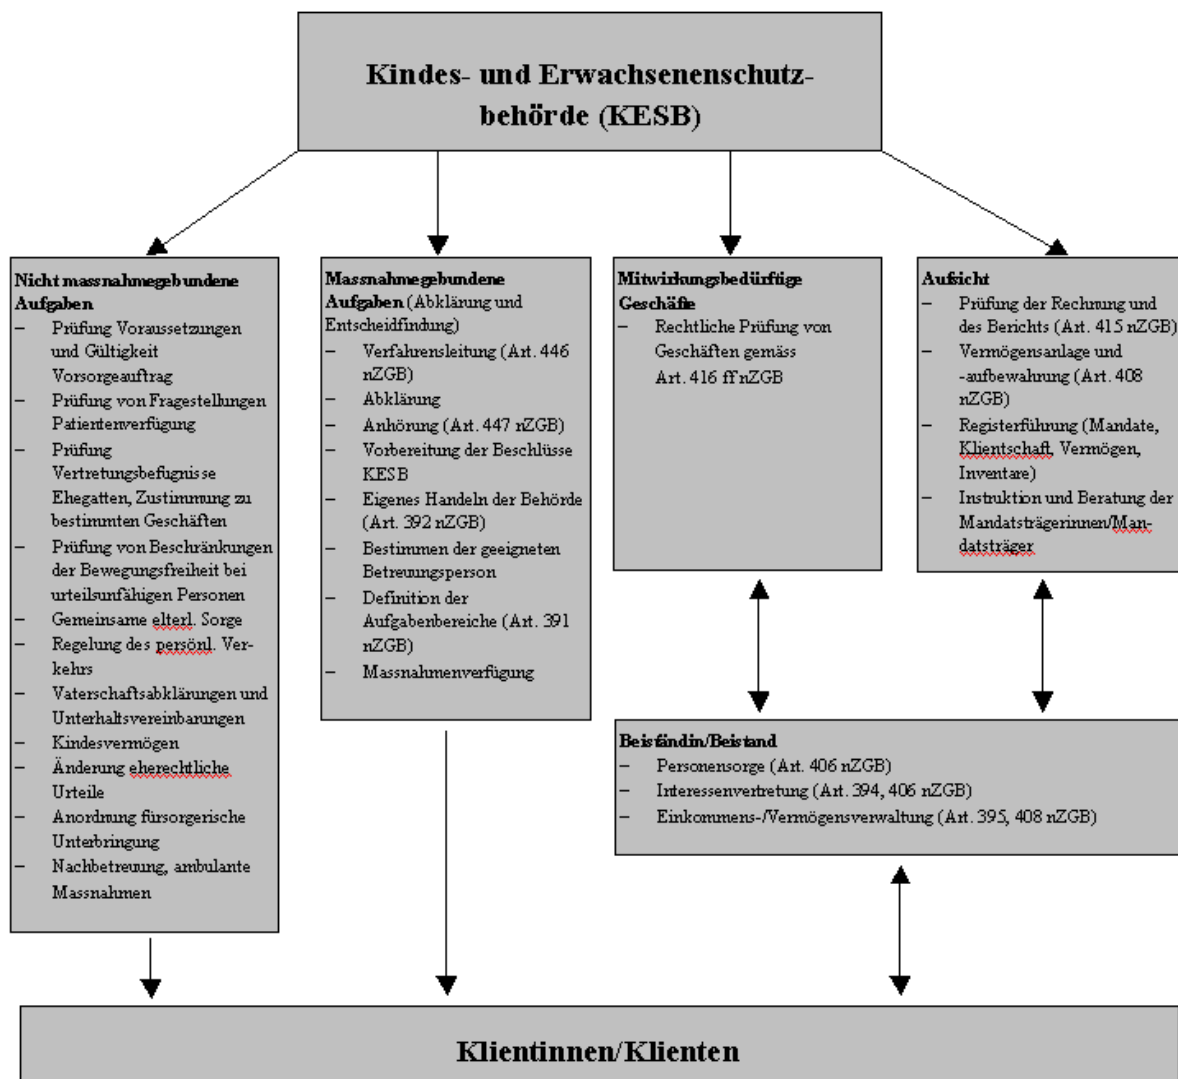 Kindes- und Erwachsenenschutz-
behörde (KESB)
Nicht massnahmegebundene
Aufgaben
– Prüfung Voraussetzungen
und Gültigkeit
Vorsorgeauftrag
– Prüfung von Fragestellungen
Patientenverfügung
– Prüfung
Vertretungsbefugnisse
Ehegatten, Zustimmung zu
bestimmten Geschäften
– Prüfung von Beschränkungen
der Bewegungsfreiheit bei
urteilsunfähigen Personen
– Gemeinsame elterl. Sorge
– Regelung des persönl. Ver-
kehrs
– Vaterschaftsabklärungen und
Unterhaltsvereinbarungen
– Kindesvermögen
– Änderung eherechtliche
Urteile
– Anordnung fürsorgerische
Unterbringung
– Nachbetreuung, ambulante
Massnahmen
Massnahmegebundene
Aufgaben (Abklärung und
Entscheidfindung)
– Verfahrensleitung (Art. 446
nZGB)
– Abklärung
– Anhörung (Art. 447 nZGB)
– Vorbereitung der Beschlüsse
KESB
– Eigenes Handeln der Behörde
(Art. 392 nZGB)
– Bestimmen der geeigneten
Betreuungsperson
– Definition der
Aufgabenbereiche (Art. 391
nZGB)
– Massnahmenverfügung
Mitwirkungsbedürftige
Geschäfte
– Rechtliche Prüfung von
Geschäften gemäss
Art. 416 ff nZGB
Aufsicht
– Prüfung der Rechnung und
des Berichts (Art. 415 nZGB)
– Vermögensanlage und
-aufbewahrung (Art. 408
nZGB)
– Registerführung (Mandate,
Klientschaft, Vermögen,
Inventare)
– Instruktion und Beratung der
Mandatsträgerinnen/Man-
datsträger
Beiständin/Beistand
– Personensorge (Art. 406 nZGB)
– Interessenvertretung (Art. 394, 406 nZGB)
– Einkommens-/Vermögensverwaltung (Art. 395, 408 nZGB)
Klientinnen/Klienten